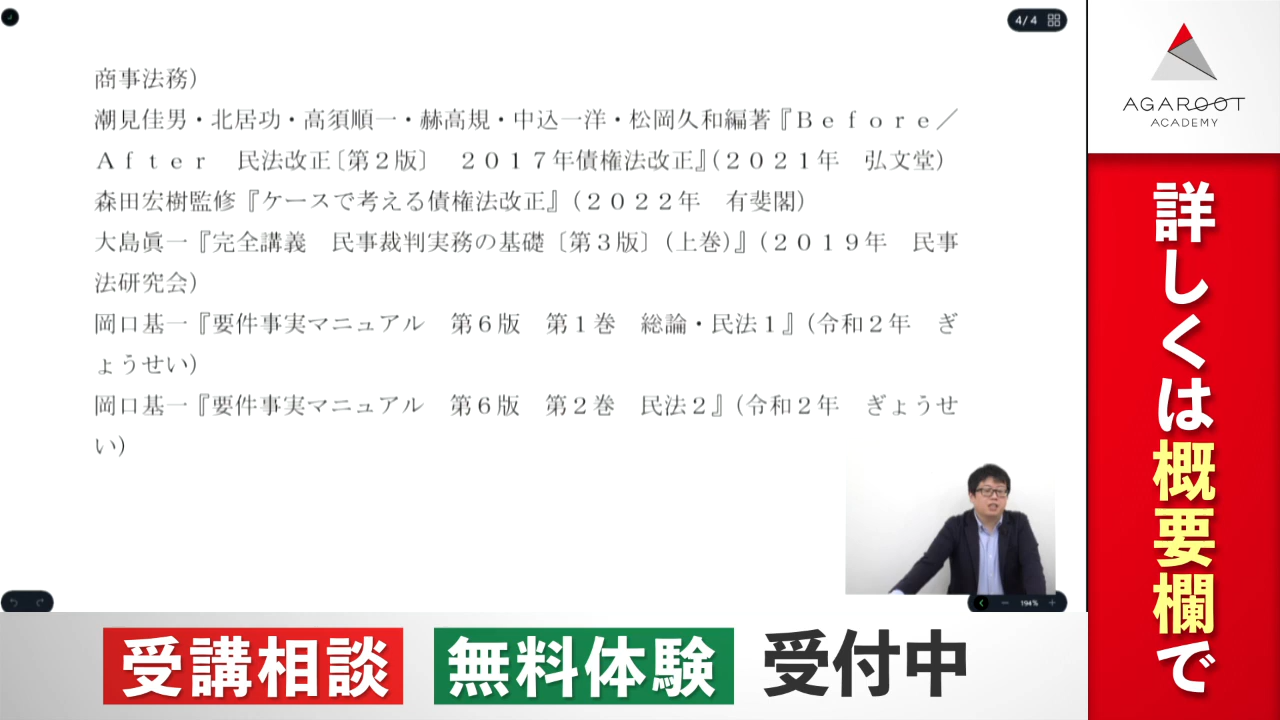 4/4
商事法務）
潮見佳男・北居功・高須順一・赫高規・中込一洋・松岡久和編著『Ｂｅｆｏｒｅ／
Ａｆｔｅｒ　民法改正〔第２版〕　２０１７年債権法改正』（２０２１年　弘文堂）
森田宏樹監修『ケースで考える債権法改正』（２０２２年　有斐閣）
大島眞一『完全講義　民事裁判実務の基礎〔第３版〕（上巻）』（２０１９年　民事
法研究会）
岡口基一『要件事実マニュアル　第６版　第１巻　総論・民法１』（令和２年　ぎ
ょうせい）
岡口基一『要件事実マニュアル　第６版　第２巻　民法２』（令和２年　ぎょうせ
い）
194%
AGAROOT
ACADEMY
詳しくは概要欄で
受講相談 無料体験 受付中